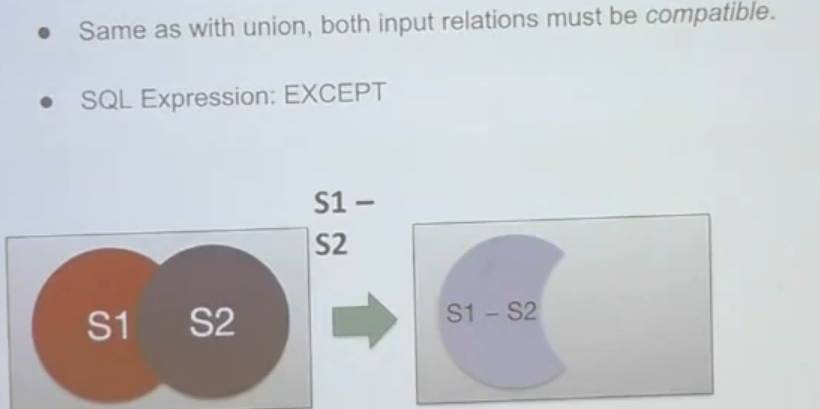 Same as with union, both input relations must be compatible.
SQL Expression: EXCEPT
S1 –
S2
S1
S2
S1 – S2